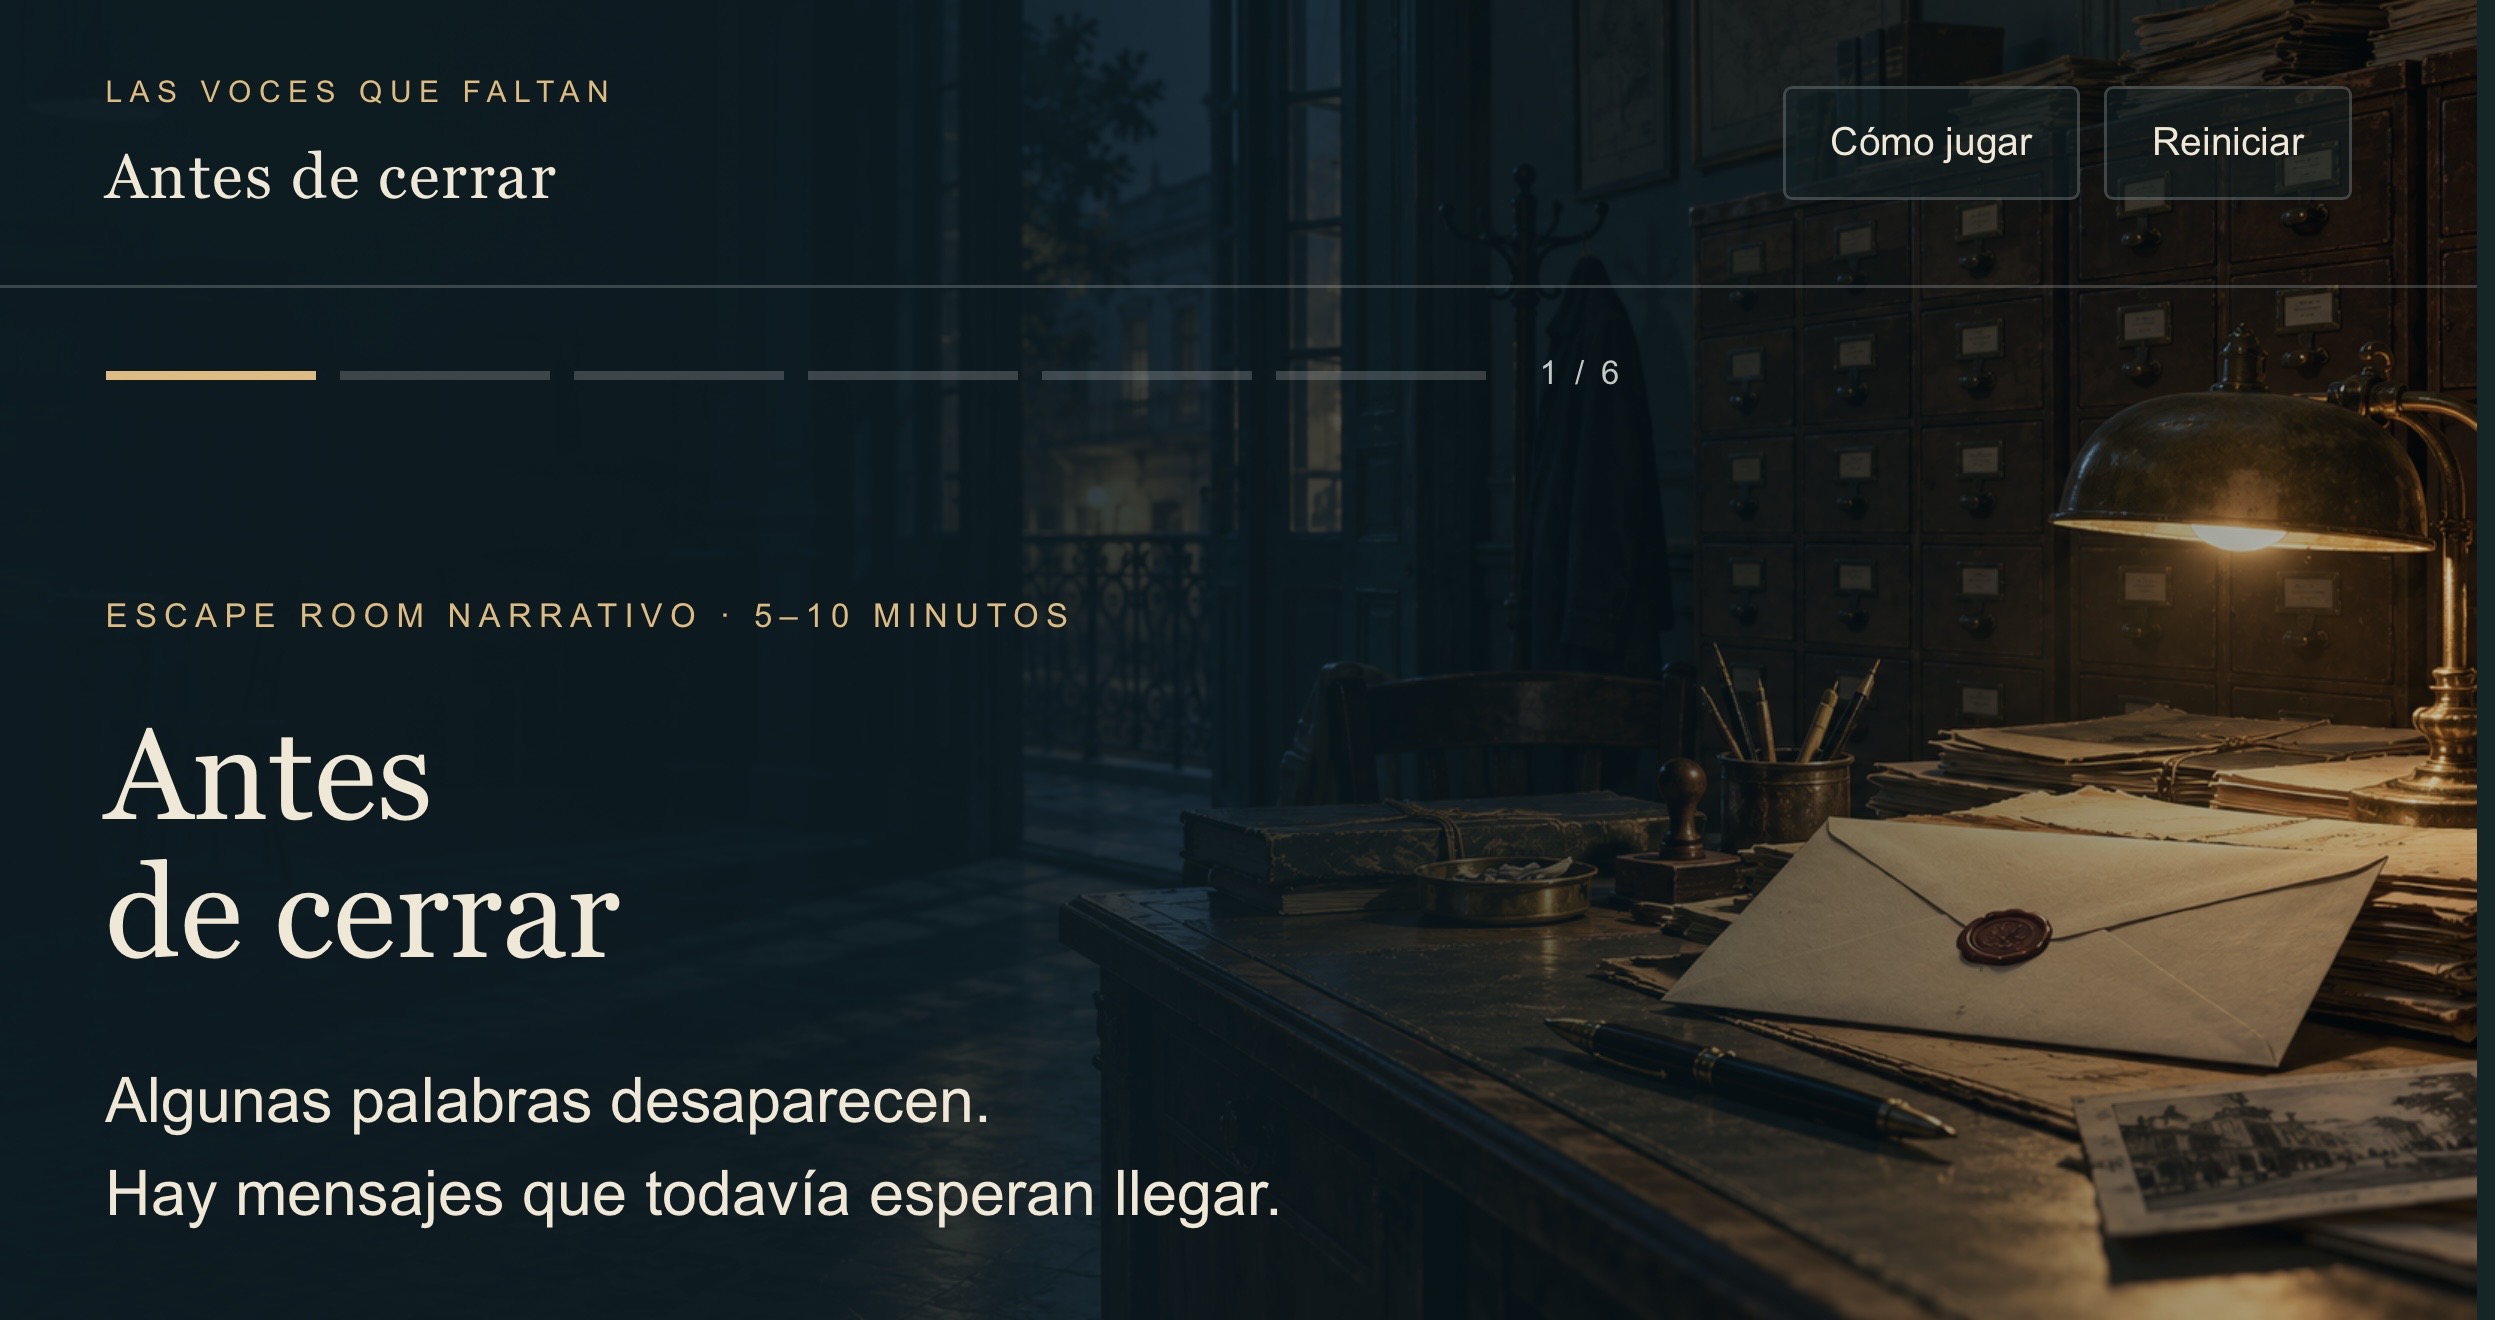 LAS VOCES QUE FALTAN
Antes de cerrar
Cómo jugar
Reiniciar
1 / 6
ESCAPE ROOM NARRATIVO · 5–10 MINUTOS
Antes
de cerrar
Algunas palabras desaparecen.
Hay mensajes que todavía esperan llegar.